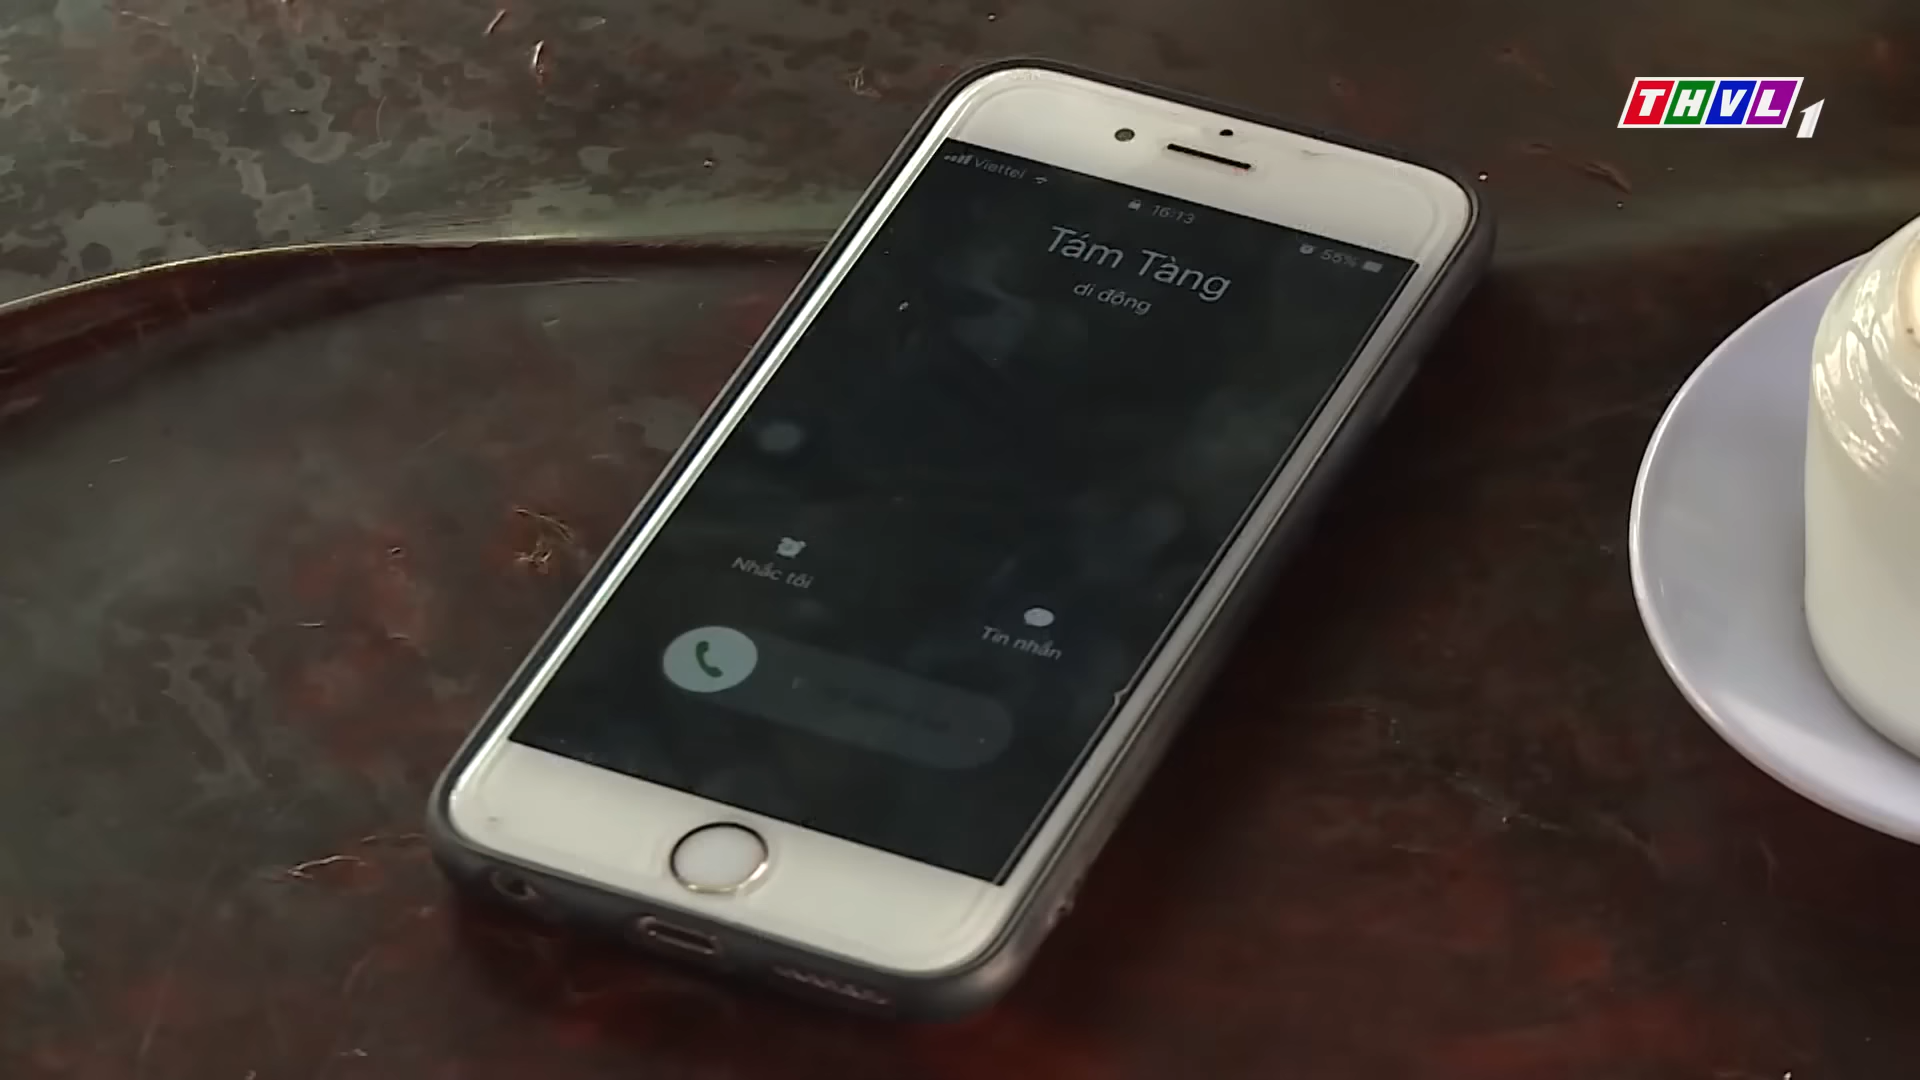 THVL1
Viettel
16:13
55%
Tám Tàng
di động
Nhắc tôi
Tin nhắn